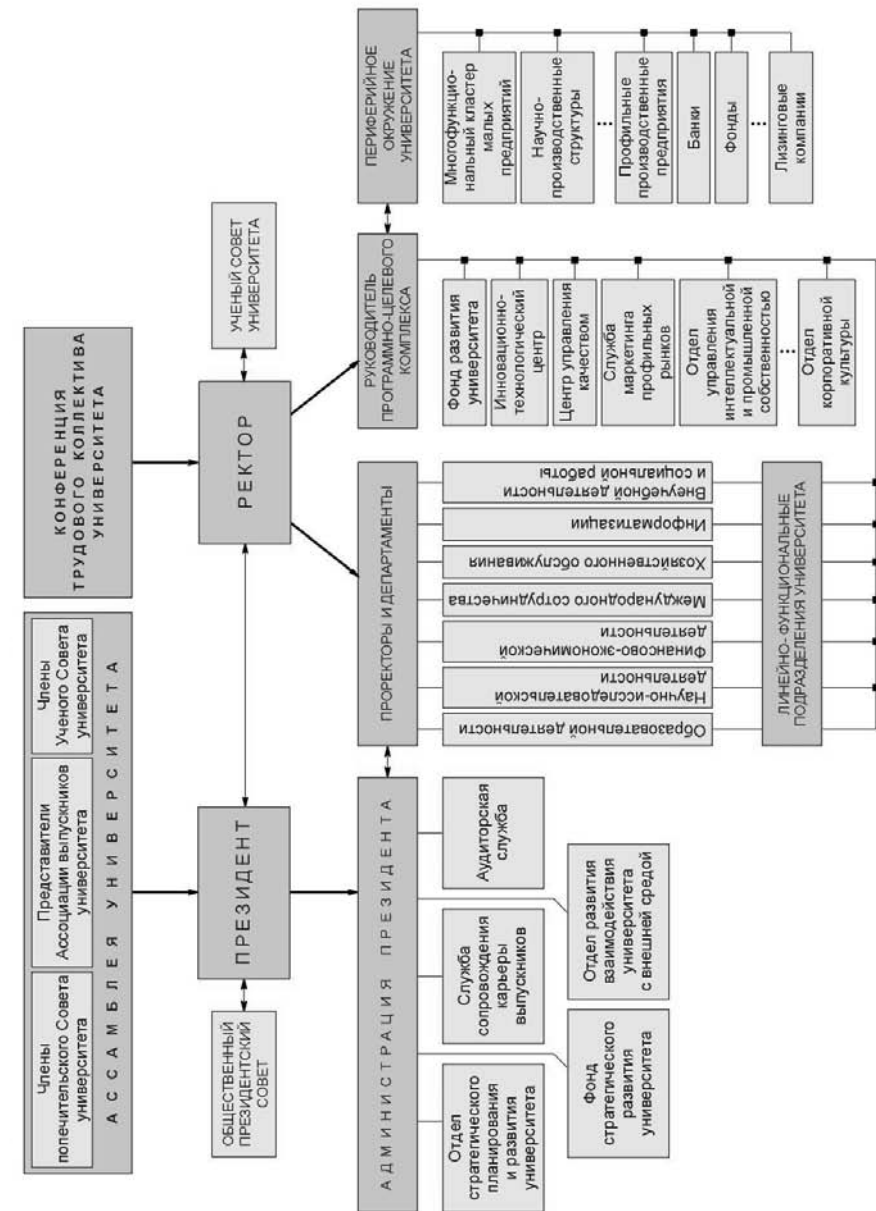 Члены
попечительского Совета
университета
Представители
Ассоциации выпускников
университета
Члены
Ученого Совета
университета
АССАМБЛЕЯ УНИВЕРСИТЕТА
КОНФЕРЕНЦИЯ
ТРУДОВОГО КОЛЛЕКТИВА
УНИВЕРСИТЕТА
ОБЩЕСТВЕННЫЙ
ПРЕЗИДЕНТСКИЙ
СОВЕТ
ПРЕЗИДЕНТ
РЕКТОР
УЧЕНЫЙ СОВЕТ
УНИВЕРСИТЕТА
АДМИНИСТРАЦИЯ ПРЕЗИДЕНТА
ПРОРЕКТОРЫ И ДЕПАРТАМЕНТЫ
РУКОВОДИТЕЛЬ
ПРОГРАММНО-ЦЕЛЕВОГО
КОМПЛЕКСА
ПЕРИФЕРИЙНОЕ
ОКРУЖЕНИЕ
УНИВЕРСИТЕТА
Отдел
стратегического
планирования
и развития
университета
Служба
сопровождения
карьеры
выпускников
Аудиторская
служба
Фонд
стратегического
развития
университета
Отдел развития
взаимодействия
университета
с внешней средой
Образовательной деятельности
Научно-исследовательской
деятельности
Финансово-экономической
деятельности
Международного сотрудничества
Хозяйственного обслуживания
Информатизации
Внеучебной деятельности
и социальной работы
ЛИНЕЙНО-ФУНКЦИОНАЛЬНЫЕ
ПОДРАЗДЕЛЕНИЯ УНИВЕРСИТЕТА
Фонд развития
университета
Инновационно-
технологический
центр
Центр управления
качеством
Служба
маркетинга
профильных
рынков
Отдел
управления
интеллектуальной
и промышленной
собственностью
...
Отдел
корпоративной
культуры
Многофункцио-
нальный кластер
малых
предприятий
Научно-
производственные
структуры
...
Профильные
производственные
предприятия
Банки
Фонды
...
Лизинговые
компании